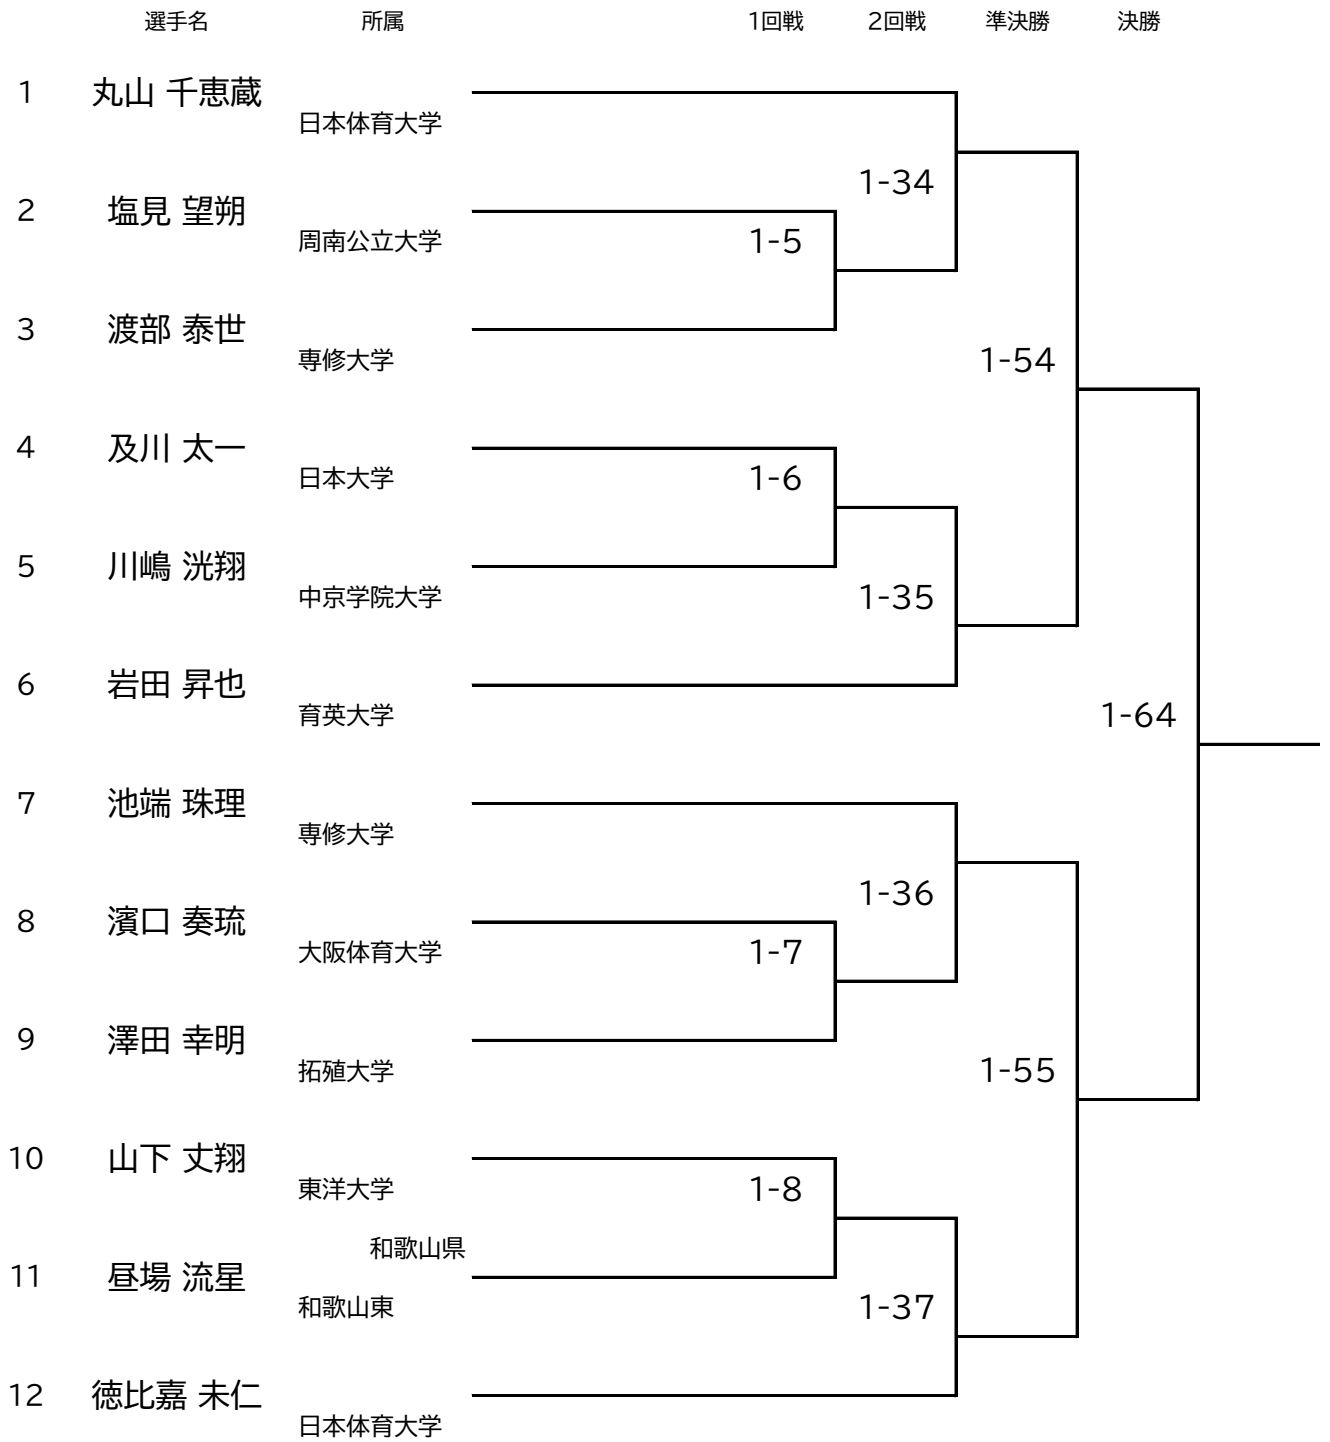 選手名 所属 1回戦 2回戦 準決勝 決勝
1 丸山 千恵蔵
日本体育大学
1-34
2 塩見 望朔
周南公立大学 1-5
3 渡部 泰世
専修大学 1-54
4 及川 太一
日本大学 1-6
5 川嶋 洸翔
中京学院大学 1-35
6 岩田 昇也
育英大学 1-64
7 池端 珠理
専修大学
1-36
8 濱口 奏琉
大阪体育大学 1-7
9 澤田 幸明
拓殖大学 1-55
10 山下 丈翔
東洋大学 1-8
和歌山県
11 昼場 流星
和歌山東 1-37
12 徳比嘉 未仁
日本体育大学